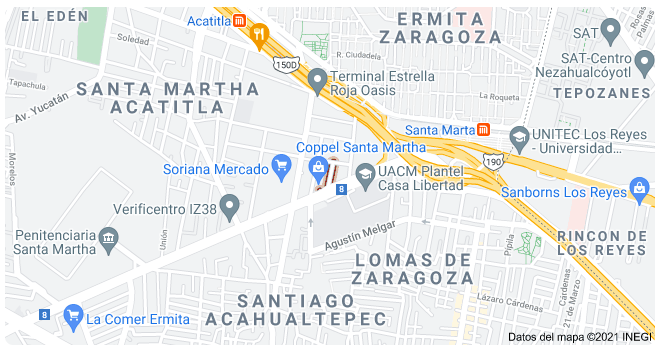 EL EDÉN
Acatitla
ERMITA
ZARAGOZA
Soledad
R. Ciudadela
150D
SAT
Rosas
Palm
SAT-Centro
Nezahualcóyotl
Tapachula
Av. Yucatán
SANTA MARTHA
ACATITLA
Terminal Estrella
Roja Oasis
La Roqueta
TEPOZANES
Santa Marta
UNITEC Los Reyes
- Universidad...
Morelos
Coppel Santa Martha
Soriana Mercado
UACM Plantel
Casa Libertad
190
8
Sanborns Los Reyes
Verificentro IZ38
Unión
Agustín Melgar
Pipila
RINCON DE
LOS REYES
Penitenciaria
Santa Martha
LOMAS DE
ZARAGOZA
Cárdenas
21 de Marzo
Lázaro Cárdenas
SANTIAGO
ACAHUALTEPEC
8
La Comer Ermita
Datos del mapa ©2021 INEGI